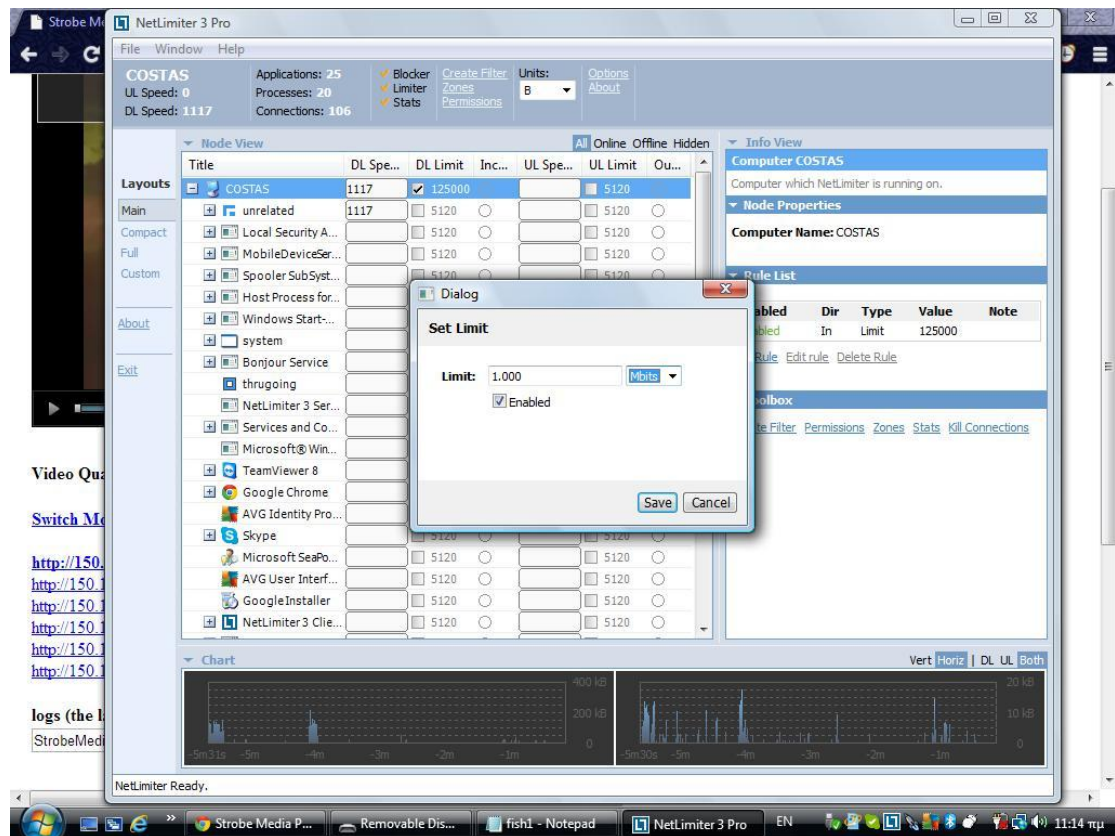 Strobe Me
NetLimiter 3 Pro
File Window Help
COSTAS
UL Speed: 0
DL Speed: 1117
Applications: 25
Processes: 20
Connections: 106
Blocker
Limiter
Stats
Create Filter
Zones
Permissions
Units:
B
Options
About
Node View
All Online Offline Hidden
Title DL Spe... DL Limit Inc... UL Spe... UL Limit Ou...
COSTAS 1117 125000 5120
unrelated 1117 5120 5120
Local Security A... 5120 5120
MobileDeviceSer... 5120 5120
Spooler SubSyst... 5120 5120
Host Process for...
Windows Start-...
system
Bonjour Service
thrugoing
NetLimiter 3 Ser...
Services and Co...
Microsoft® Win...
TeamViewer 8
Google Chrome
AVG Identity Pro...
Skype 5120 5120
Microsoft SeaPo... 5120 5120
AVG User Interf... 5120 5120
GoogleInstaller 5120 5120
NetLimiter 3 Clie... 5120 5120
Layouts
Main
Compact
Full
Custom
About
Exit
Info View
Computer COSTAS
Computer which NetLimiter is running on.
Node Properties
Computer Name: COSTAS
Rule List
Dir Type Value Note
In Limit 125000
Rule Edit rule Delete Rule
Filter Permissions Zones Stats Kill Connections
Dialog
Set Limit
Limit: 1.000 Mbits
Enabled
Save Cancel
Chart
Vert Horiz | DL UL Both
400 kB
200 kB
0
-5m31s -5m -4m -3m -2m -1m
20 kB
10 kB
0
-5m30s -5m -4m -3m -2m -1m
NetLimiter Ready.
Video Qua
Switch Mo
http://150.
http://150.1
http://150.1
http://150.1
http://150.1
http://150.1
logs (the l
StrobeMedi
Strobe Media P... Removable Dis... fish1 - Notepad NetLimiter 3 Pro EN 11:14 πμ